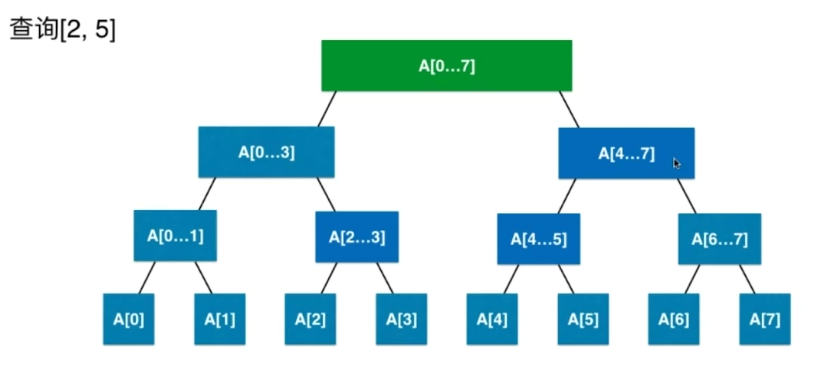 查询[2, 5]
A[0...7]
A[0...3] A[4...7]
A[0...1] A[2...3] A[4...5] A[6...7]
A[0] A[1] A[2] A[3] A[4] A[5] A[6] A[7]